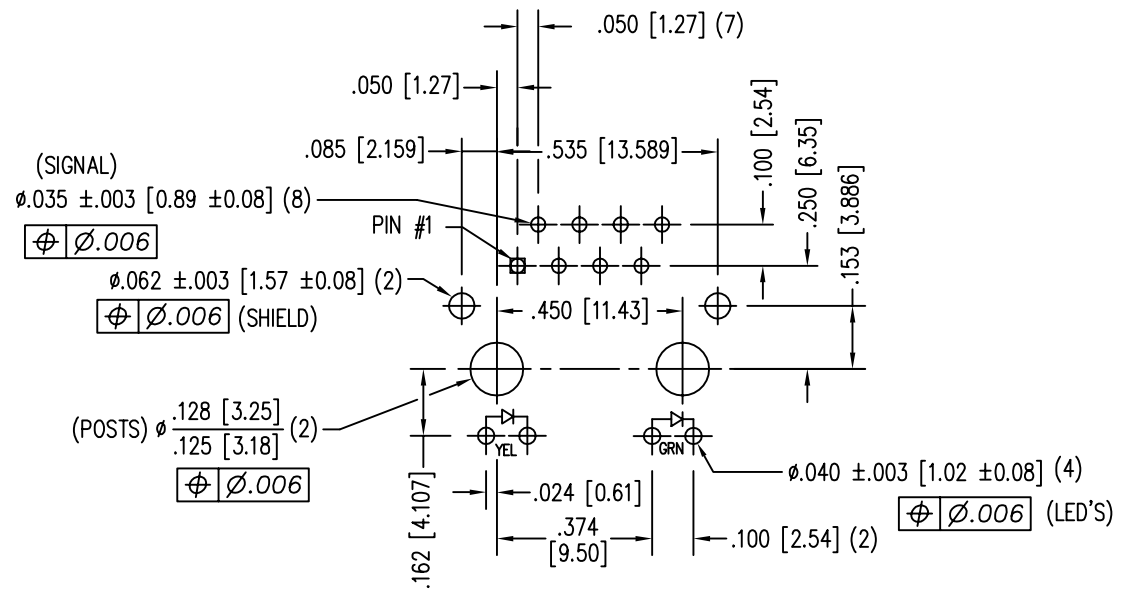 .050 [1.27] (7)
.050 [1.27]
.085 [2.159]
.535 [13.589]
.100 [2.54]
.250 [6.35]
.153 [3.886]
(SIGNAL)
ø.035 ±.003 [0.89 ±0.08] (8)
⌖ Ø.006
PIN #1
ø.062 ±.003 [1.57 ±0.08] (2)
⌖ Ø.006 (SHIELD)
.450 [11.43]
(POSTS) ø .128 [3.25]
.125 [3.18] (2)
⌖ Ø.006
YEL
GRN
ø.040 ±.003 [1.02 ±0.08] (4)
⌖ Ø.006 (LED'S)
.162 [4.107]
.024 [0.61]
.374
[9.50]
.100 [2.54] (2)